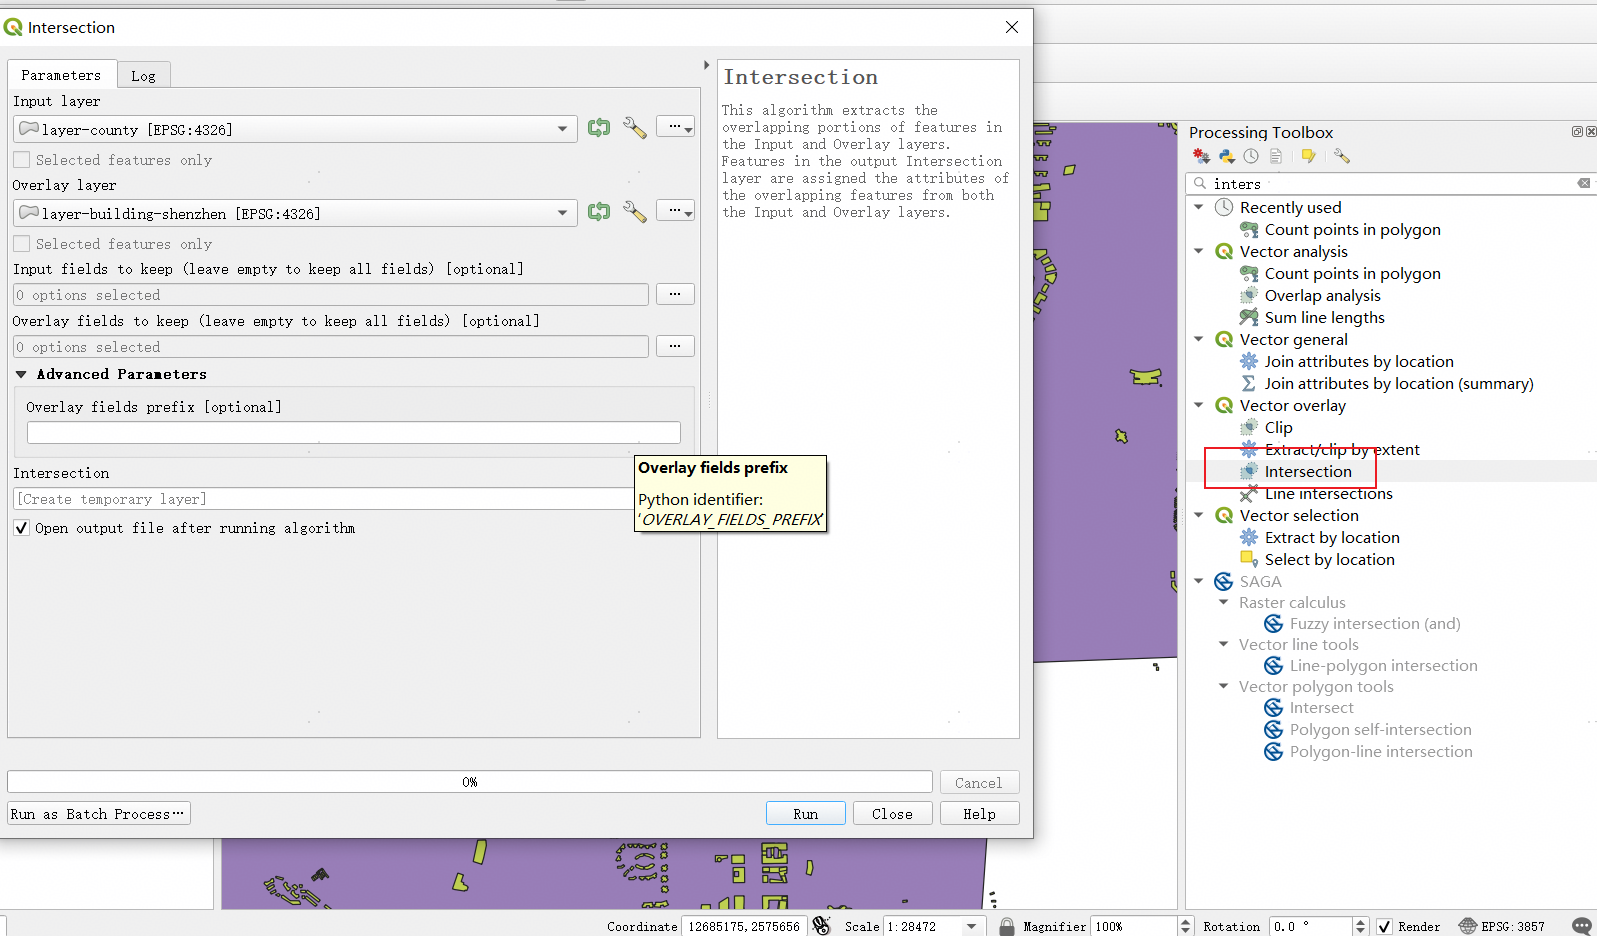 Intersection
Parameters
Log
Input layer
layer-county [EPSG:4326]
Selected features only
Overlay layer
layer-building-shenzhen [EPSG:4326]
Selected features only
Input fields to keep (leave empty to keep all fields) [optional]
0 options selected
Overlay fields to keep (leave empty to keep all fields) [optional]
0 options selected
Advanced Parameters
Overlay fields prefix [optional]
Intersection
[Create temporary layer]
Open output file after running algorithm
Intersection
This algorithm extracts the
overlapping portions of features in
the Input and Overlay layers.
Features in the output Intersection
layer are assigned the attributes of
the overlapping features from both
the Input and Overlay layers.
Overlay fields prefix
Python identifier:
'OVERLAY_FIELDS_PREFIX'
0%
Cancel
Run as Batch Process…
Run
Close
Help
Processing Toolbox
inters
Recently used
Count points in polygon
Vector analysis
Count points in polygon
Overlap analysis
Sum line lengths
Vector general
Join attributes by location
Join attributes by location (summary)
Vector overlay
Clip
Extract/clip by extent
Intersection
Line intersections
Vector selection
Extract by location
Select by location
SAGA
Raster calculus
Fuzzy intersection (and)
Vector line tools
Line-polygon intersection
Vector polygon tools
Intersect
Polygon self-intersection
Polygon-line intersection
Coordinate 12685175,2575656 Scale 1:28472 Magnifier 100% Rotation 0.0 ° Render EPSG:3857